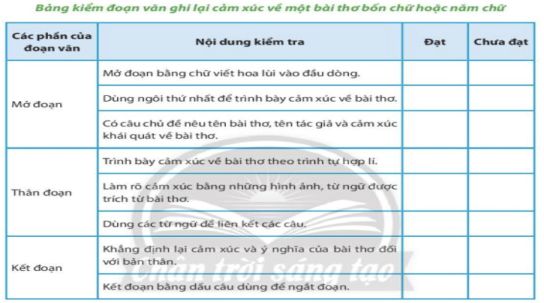 Bảng kiểm đoạn văn ghi lại cảm xúc về một bài thơ bốn chữ hoặc năm chữ
Các phần của
đoạn văn
Nội dung kiểm tra
Đạt
Chưa đạt
Mở đoạn
Mở đoạn bằng chữ viết hoa lùi vào đầu dòng.
Dùng ngôi thứ nhất để trình bày cảm xúc về bài thơ.
Có câu chủ đề nêu tên bài thơ, tên tác giả và cảm xúc
khái quát về bài thơ.
Thân đoạn
Trình bày cảm xúc về bài thơ theo trình tự hợp lí.
Làm rõ cảm xúc bằng những hình ảnh, từ ngữ được
trích từ bài thơ.
Dùng các từ ngữ để liên kết các câu.
Kết đoạn
Khẳng định lại cảm xúc và ý nghĩa của bài thơ đối
với bản thân.
Kết đoạn bằng dấu câu dùng để ngắt đoạn.
Chân trời sáng tạo